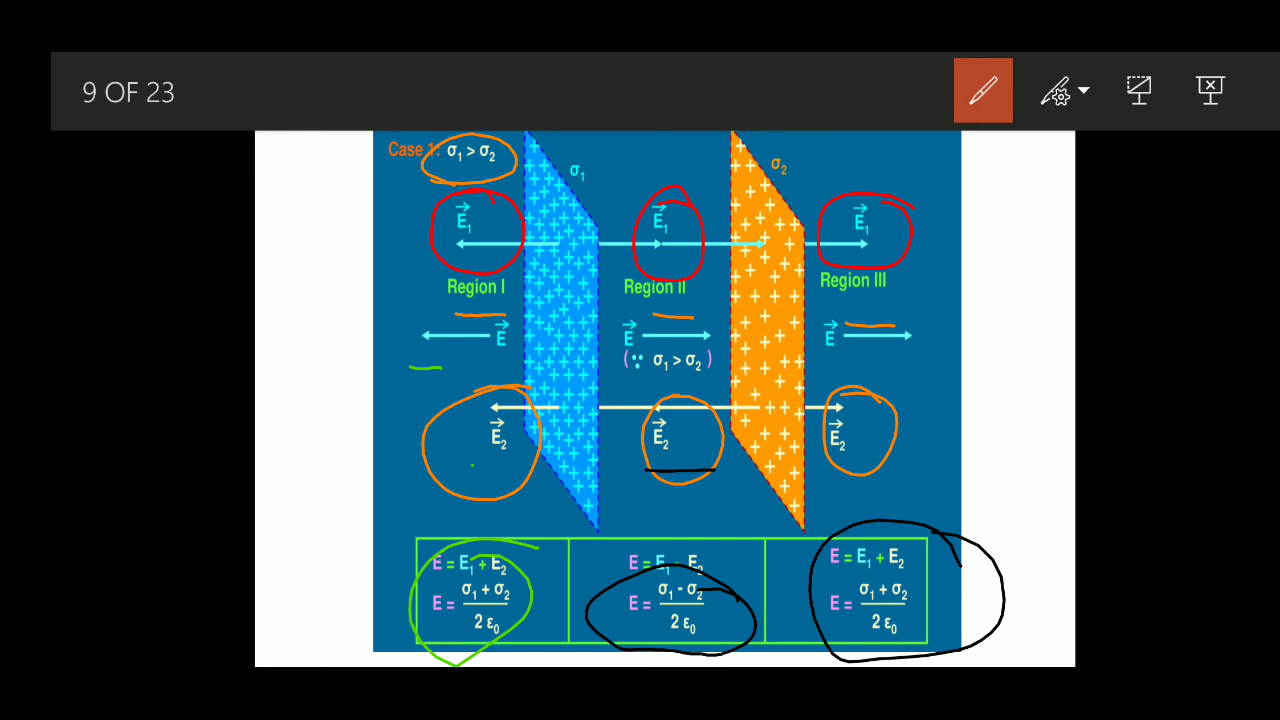 9 OF 23
Case 1: σ₁ > σ₂
σ₁
σ₂
E₁
E₁
E₁
Region I
Region II
Region III
E
E
E
(∵ σ₁ > σ₂)
E₂
E₂
E₂
E = E₁ + E₂
E = E₁ - E₂
E = E₁ + E₂
E = (σ₁ + σ₂) / 2 ε₀
E = (σ₁ - σ₂) / 2 ε₀
E = (σ₁ + σ₂) / 2 ε₀